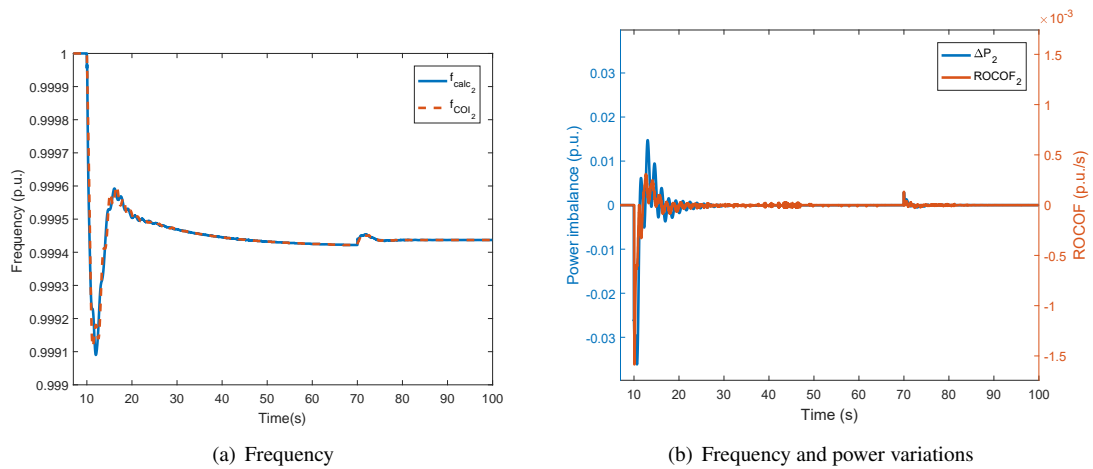 1
0.9999
0.9998
0.9997
0.9996
0.9995
0.9994
0.9993
0.9992
0.9991
0.999
Frequency (p.u.)
f_calc_2
f_COI_2
10 20 30 40 50 60 70 80 90 100
Time(s)
(a) Frequency
0.03
0.02
0.01
0
-0.01
-0.02
-0.03
Power imbalance (p.u.)
ΔP_2
ROCOF_2
×10^-3
1.5
1
0.5
0
-0.5
-1
-1.5
ROCOF (p.u./s)
10 20 30 40 50 60 70 80 90 100
Time (s)
(b) Frequency and power variations